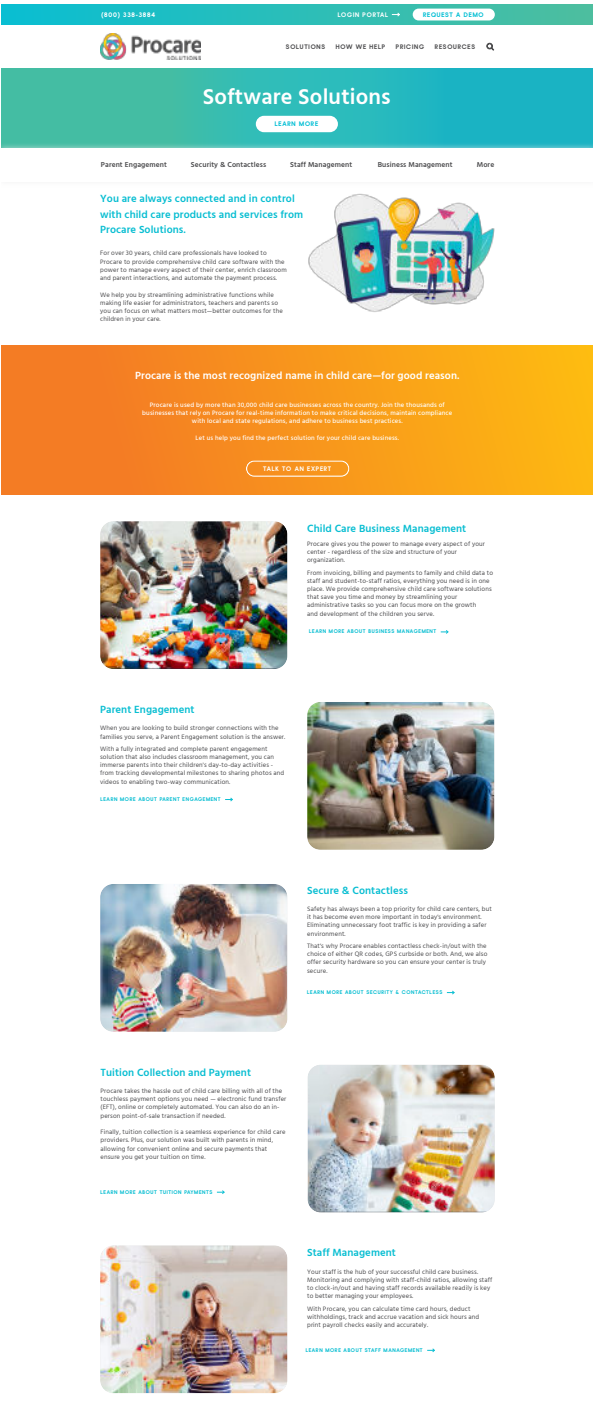 (800) 338-3884
LOGIN PORTAL
REQUEST A DEMO
Procare
SOLUTIONS
SOLUTIONS HOW WE HELP PRICING RESOURCES
Software Solutions
LEARN MORE
Parent Engagement Security & Contactless Staff Management Business Management More
You are always connected and in control
with child care products and services from
Procare Solutions.
For over 30 years, child care professionals have looked to
Procare to provide comprehensive child care software with the
power to manage every aspect of their center, enrich classroom
and parent interactions, and automate the payment process.
We help you by streamlining administrative functions while
making life easier for administrators, teachers and parents so
you can focus on what matters most—better outcomes for the
children in your care.
Procare is the most recognized name in child care—for good reason.
Procare is used by more than 30,000 child care businesses across the country. Join the thousands of
businesses that rely on Procare for real-time information to make critical decisions, maintain compliance
with local and state regulations, and adhere to business best practices.
Let us help you find the perfect solution for your child care business.
TALK TO AN EXPERT
Child Care Business Management
Procare gives you the power to manage every aspect of your
center - regardless of the size and structure of your
organization.
From invoicing, billing and payments to family and child data to
staff and student-to-staff ratios, everything you need is in one
place. We provide comprehensive child care software solutions
that save you time and money by streamlining your
administrative tasks so you can focus more on the growth
and development of the children you serve.
LEARN MORE ABOUT BUSINESS MANAGEMENT
Parent Engagement
When you are looking to build stronger connections with the
families you serve, a Parent Engagement solution is the answer.
With a fully integrated and complete parent engagement
solution that also includes classroom management, you can
immerse parents into their children's day-to-day activities -
from tracking developmental milestones to sharing photos and
videos to enabling two-way communication.
LEARN MORE ABOUT PARENT ENGAGEMENT
Secure & Contactless
Safety has always been a top priority for child care centers, but
it has become even more important in today's environment.
Eliminating unnecessary foot traffic is key in providing a safer
environment.
That's why Procare enables contactless check-in/out with the
choice of either QR codes, GPS curbside or both. And, we also
offer security hardware so you can ensure your center is truly
secure.
LEARN MORE ABOUT SECURITY & CONTACTLESS
Tuition Collection and Payment
Procare takes the hassle out of child care billing with all of the
touchless payment options you need — electronic fund transfer
(EFT), online or completely automated. You can also do an in-
person point-of-sale transaction if needed.
Finally, tuition collection is a seamless experience for child care
providers. Plus, our solution was built with parents in mind,
allowing for convenient online and secure payments that
ensure you get your tuition on time.
LEARN MORE ABOUT TUITION PAYMENTS
Staff Management
Your staff is the hub of your successful child care business.
Monitoring and complying with staff-child ratios, allowing staff
to clock-in/out and having staff records available readily is key
to better managing your employees.
With Procare, you can calculate time card hours, deduct
withholdings, track and accrue vacation and sick hours and
print payroll checks easily and accurately.
LEARN MORE ABOUT STAFF MANAGEMENT